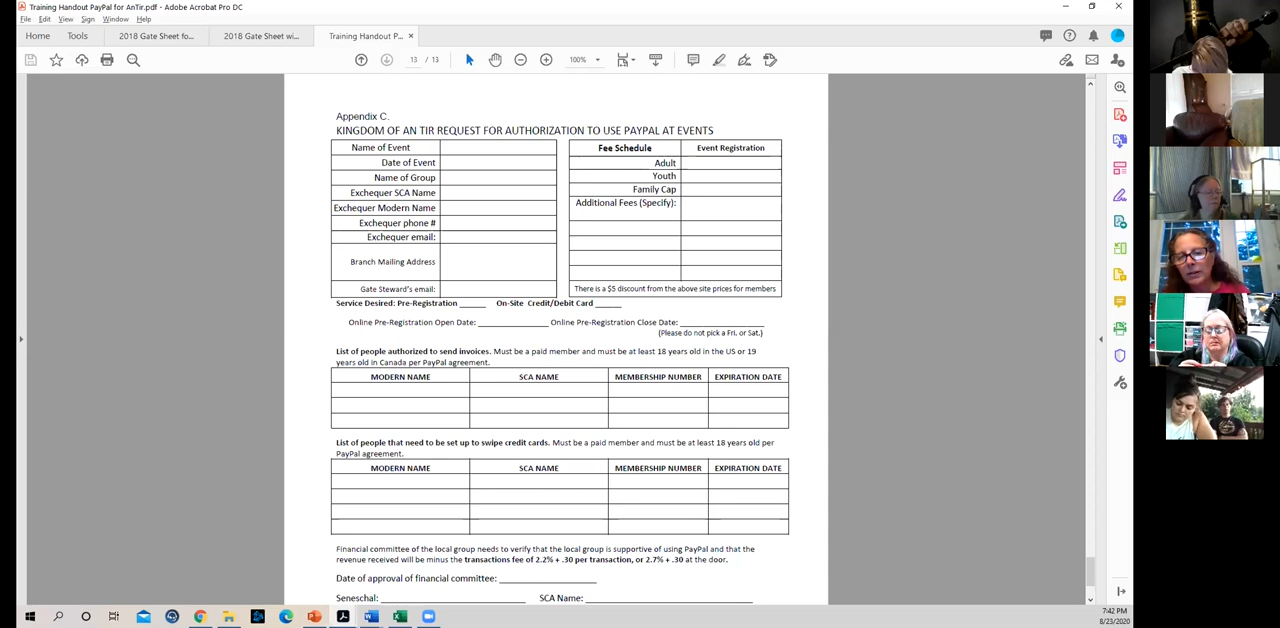 Training Handout PayPal for AnTir.pdf - Adobe Acrobat Pro DC
File Edit View Sign Window Help
Home Tools 2018 Gate Sheet fo... 2018 Gate Sheet wi... Training Handout P... ×
13 / 13 100%
Appendix C.
KINGDOM OF AN TIR REQUEST FOR AUTHORIZATION TO USE PAYPAL AT EVENTS
Name of Event
Date of Event
Name of Group
Exchequer SCA Name
Exchequer Modern Name
Exchequer phone #
Exchequer email:
Branch Mailing Address
Gate Steward's email:
Fee Schedule Event Registration
Adult
Youth
Family Cap
Additional Fees (Specify):
There is a $5 discount from the above site prices for members
Service Desired: Pre-Registration ______ On-Site Credit/Debit Card ______
Online Pre-Registration Open Date: ________________ Online Pre-Registration Close Date: ___________________
(Please do not pick a Fri. or Sat.)
List of people authorized to send invoices. Must be a paid member and must be at least 18 years old in the US or 19
years old in Canada per PayPal agreement.
MODERN NAME SCA NAME MEMBERSHIP NUMBER EXPIRATION DATE
List of people that need to be set up to swipe credit cards. Must be a paid member and must be at least 18 years old per
PayPal agreement.
MODERN NAME SCA NAME MEMBERSHIP NUMBER EXPIRATION DATE
Financial committee of the local group needs to verify that the local group is supportive of using PayPal and that the
revenue received will be minus the transactions fee of 2.2% + .30 per transaction, or 2.7% + .30 at the door.
Date of approval of financial committee: ____________________
Seneschal: ______________________________ SCA Name: ___________________________________
7:42 PM
8/23/2020